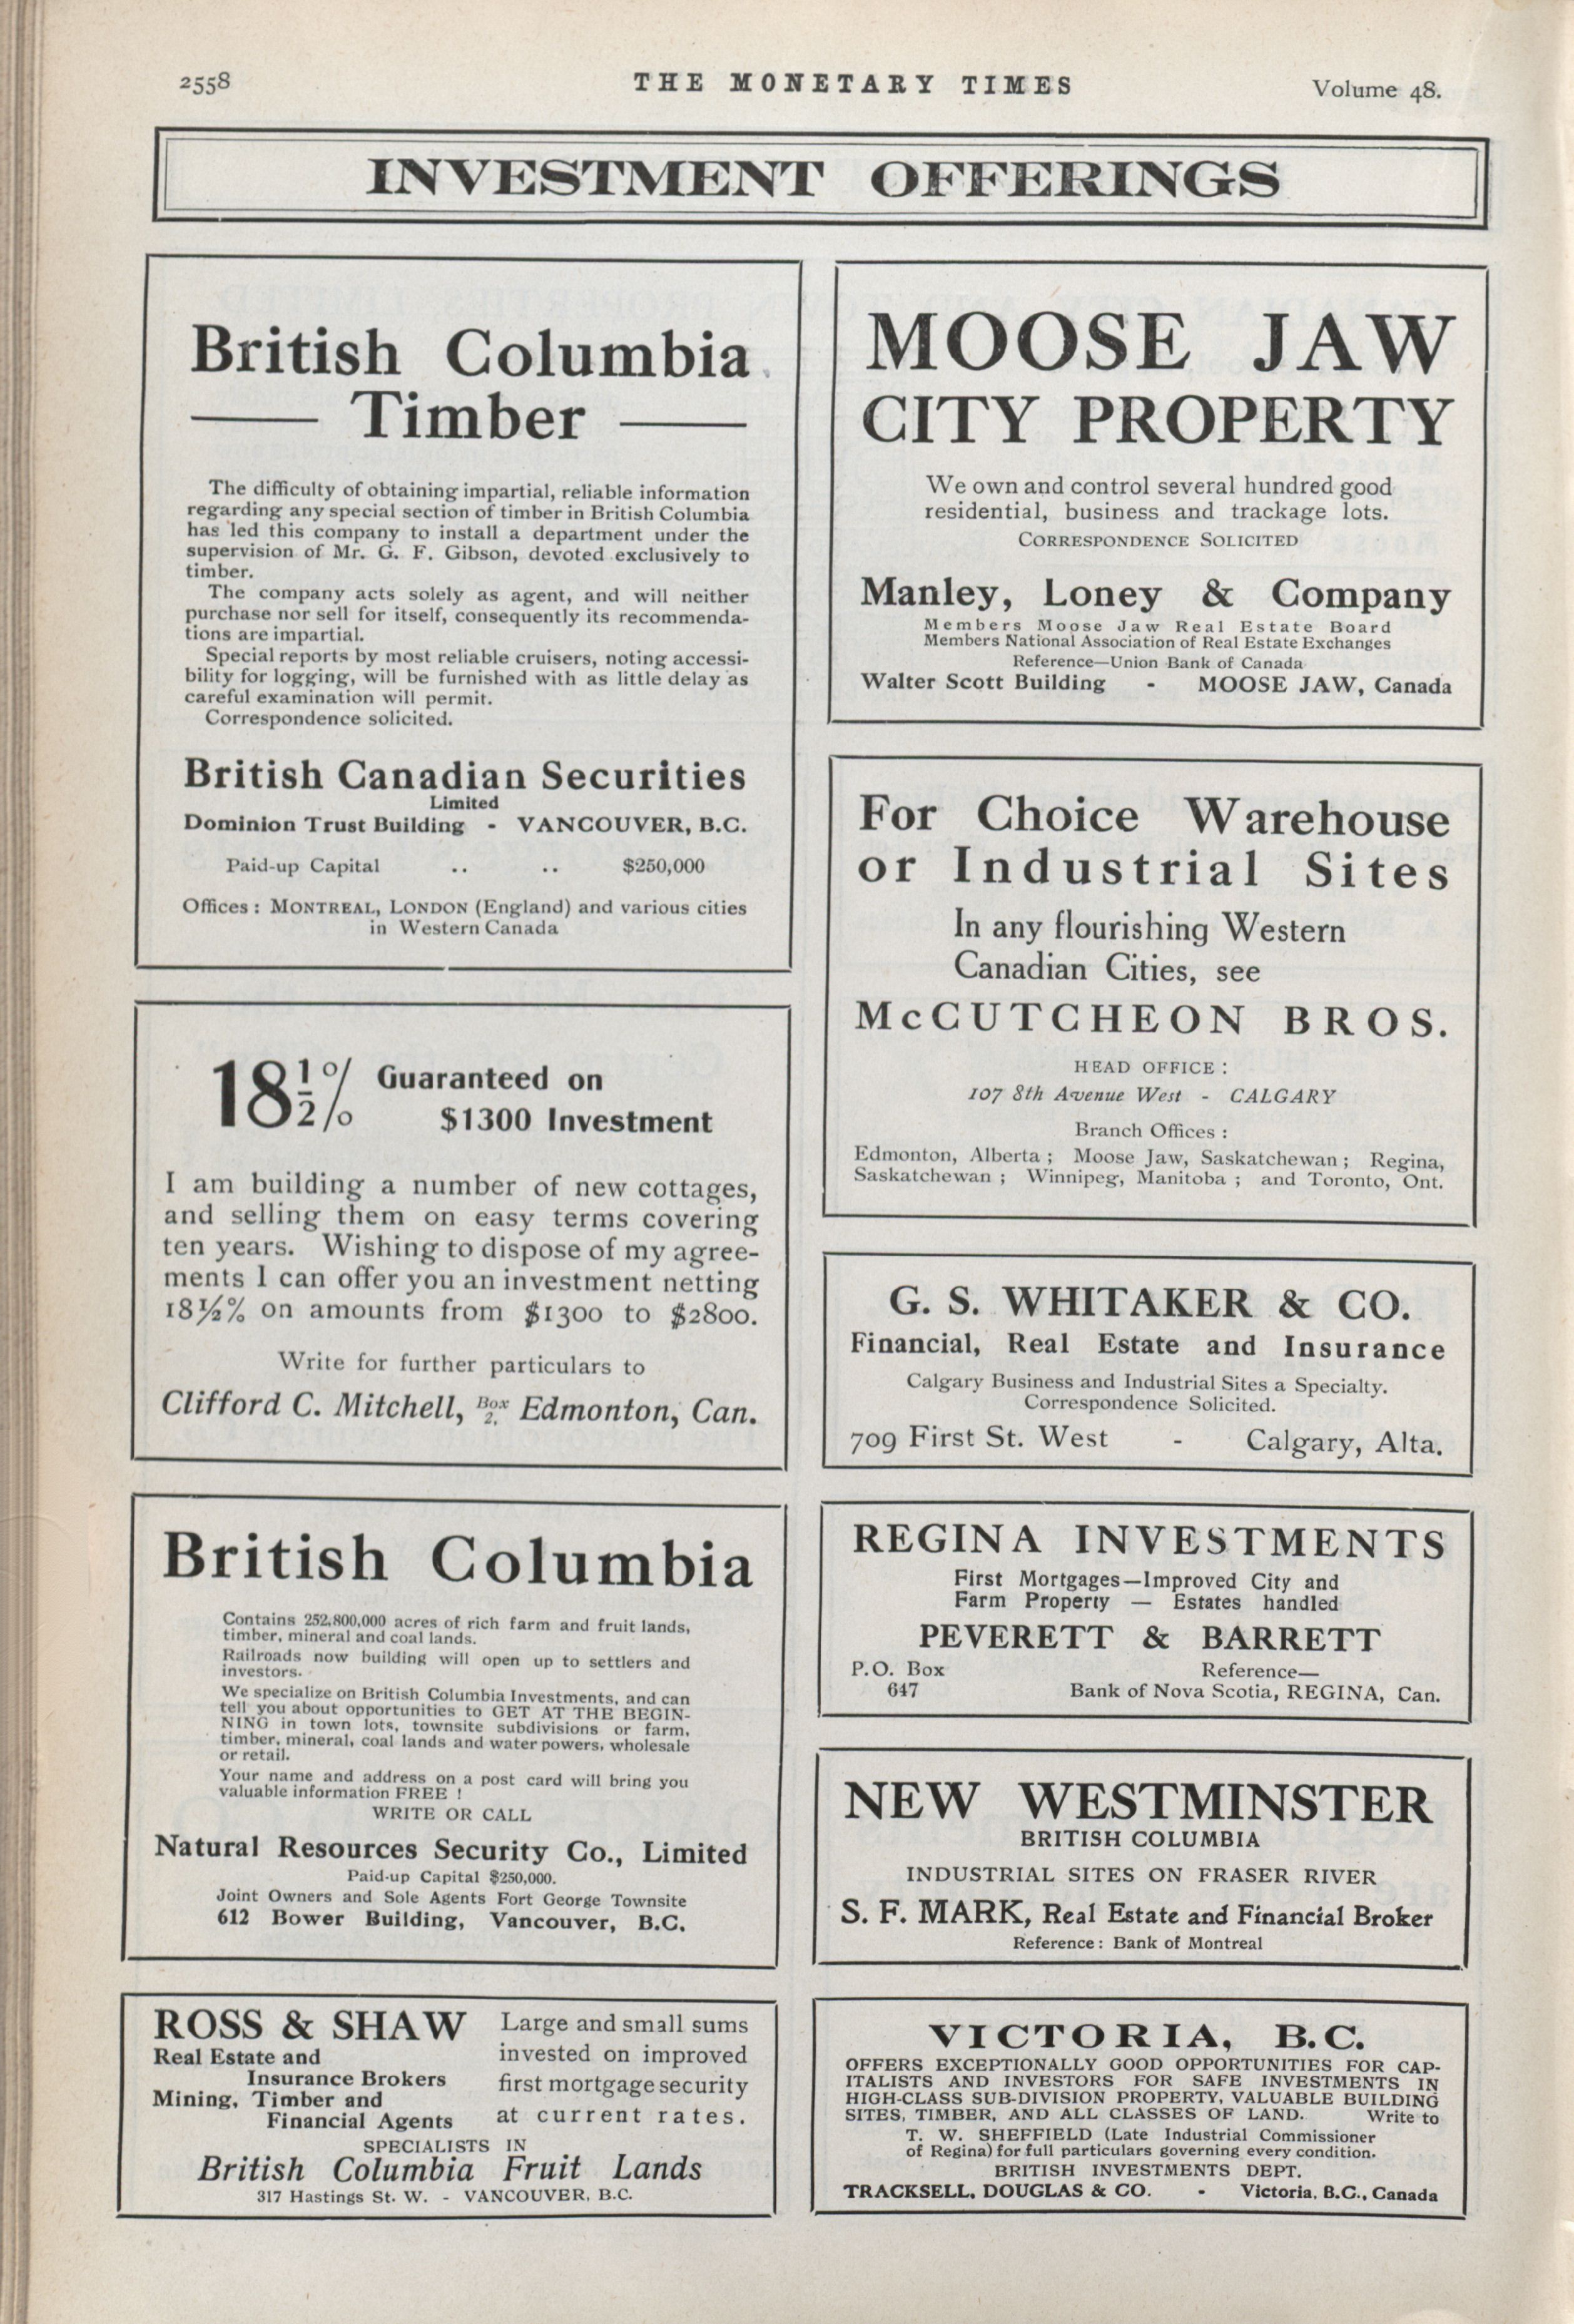 2558
THE MONETARY TIMES
Volume 48.
INVESTMENT OFFERINGS
British Columbia
Timber
The difficulty of obtaining impartial, reliable information
regarding any special section of timber in British Columbia
has led this company to install a department under the
supervision of Mr. G. F. Gibson, devoted exclusively to
timber.
The company acts solely as agent, and will neither
purchase nor sell for itself, consequently its recommenda-
tions are impartial.
Special reports by most reliable cruisers, noting accessi-
bility for logging, will be furnished with as little delay as
careful examination will permit.
Correspondence solicited.
British Canadian Securities
Limited
Dominion Trust Building - VANCOUVER, B.C.
Paid-up Capital .. .. $250,000
Offices : MONTREAL, LONDON (England) and various cities
in Western Canada
18½% Guaranteed on
$1300 Investment
I am building a number of new cottages,
and selling them on easy terms covering
ten years. Wishing to dispose of my agree-
ments I can offer you an investment netting
18½% on amounts from $1300 to $2800.
Write for further particulars to
Clifford C. Mitchell, Box 2, Edmonton, Can.
British Columbia
Contains 252,800,000 acres of rich farm and fruit lands,
timber, mineral and coal lands.
Railroads now building will open up to settlers and
investors.
We specialize on British Columbia Investments, and can
tell you about opportunities to GET AT THE BEGIN-
NING in town lots, townsite subdivisions or farm,
timber, mineral, coal lands and water powers, wholesale
or retail.
Your name and address on a post card will bring you
valuable information FREE !
WRITE OR CALL
Natural Resources Security Co., Limited
Paid-up Capital $250,000.
Joint Owners and Sole Agents Fort George Townsite
612 Bower Building, Vancouver, B.C.
ROSS & SHAW
Real Estate and
Insurance Brokers
Mining, Timber and
Financial Agents
Large and small sums
invested on improved
first mortgage security
at current rates.
SPECIALISTS IN
British Columbia Fruit Lands
317 Hastings St. W. - VANCOUVER, B.C.
MOOSE JAW
CITY PROPERTY
We own and control several hundred good
residential, business and trackage lots.
CORRESPONDENCE SOLICITED
Manley, Loney & Company
Members Moose Jaw Real Estate Board
Members National Association of Real Estate Exchanges
Reference—Union Bank of Canada
Walter Scott Building - MOOSE JAW, Canada
For Choice Warehouse
or Industrial Sites
In any flourishing Western
Canadian Cities, see
McCUTCHEON BROS.
HEAD OFFICE :
107 8th Avenue West - CALGARY
Branch Offices :
Edmonton, Alberta ; Moose Jaw, Saskatchewan ; Regina,
Saskatchewan ; Winnipeg, Manitoba ; and Toronto, Ont.
G. S. WHITAKER & CO.
Financial, Real Estate and Insurance
Calgary Business and Industrial Sites a Specialty.
Correspondence Solicited.
709 First St. West - Calgary, Alta.
REGINA INVESTMENTS
First Mortgages—Improved City and
Farm Property — Estates handled
PEVERETT & BARRETT
P.O. Box Reference—
647 Bank of Nova Scotia, REGINA, Can.
NEW WESTMINSTER
BRITISH COLUMBIA
INDUSTRIAL SITES ON FRASER RIVER
S. F. MARK, Real Estate and Financial Broker
Reference : Bank of Montreal
VICTORIA, B.C.
OFFERS EXCEPTIONALLY GOOD OPPORTUNITIES FOR CAP-
ITALISTS AND INVESTORS FOR SAFE INVESTMENTS IN
HIGH-CLASS SUB-DIVISION PROPERTY, VALUABLE BUILDING
SITES, TIMBER, AND ALL CLASSES OF LAND. Write to
T. W. SHEFFIELD (Late Industrial Commissioner
of Regina) for full particulars governing every condition.
BRITISH INVESTMENTS DEPT.
TRACKSELL, DOUGLAS & CO. - Victoria, B.C., Canada